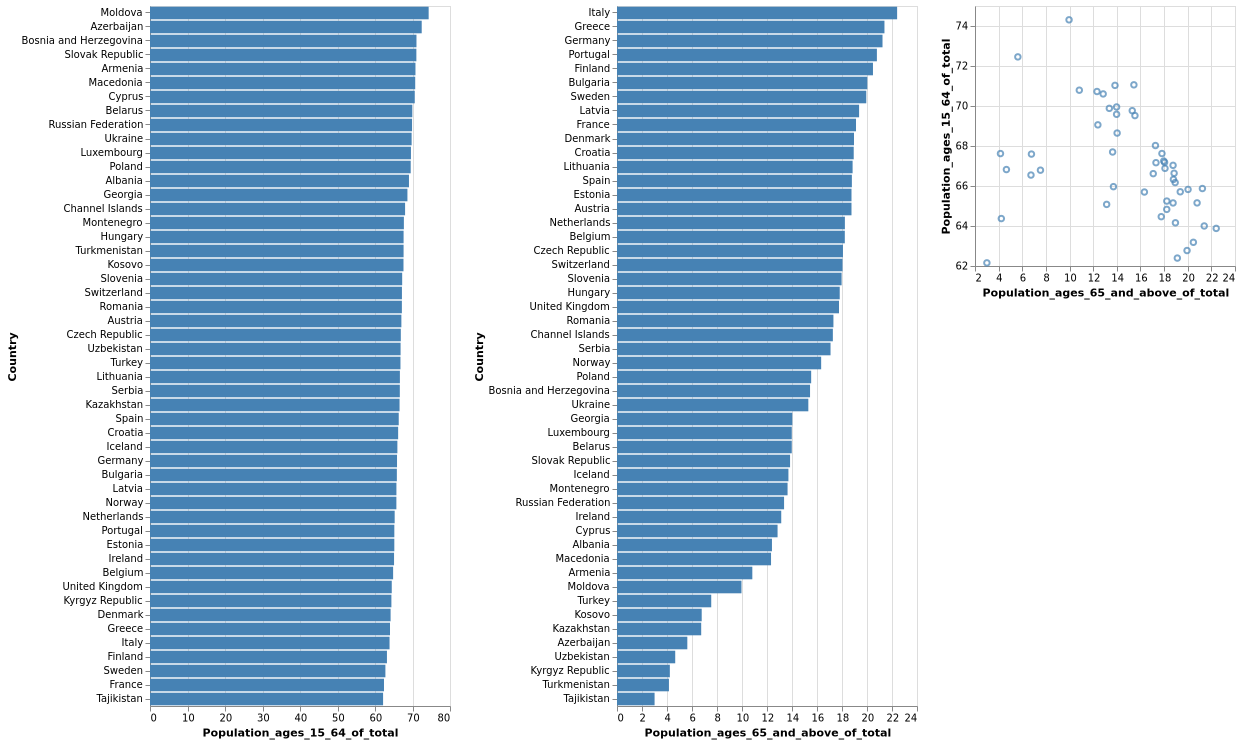 Country
Moldova
Azerbaijan
Bosnia and Herzegovina
Slovak Republic
Armenia
Macedonia
Cyprus
Belarus
Russian Federation
Ukraine
Luxembourg
Poland
Albania
Georgia
Channel Islands
Montenegro
Hungary
Turkmenistan
Kosovo
Slovenia
Switzerland
Romania
Austria
Czech Republic
Uzbekistan
Turkey
Lithuania
Serbia
Kazakhstan
Spain
Croatia
Iceland
Germany
Bulgaria
Latvia
Norway
Netherlands
Portugal
Estonia
Ireland
Belgium
United Kingdom
Kyrgyz Republic
Denmark
Greece
Italy
Finland
Sweden
France
Tajikistan
0 10 20 30 40 50 60 70 80
Population_ages_15_64_of_total
Country
Italy
Greece
Germany
Portugal
Finland
Bulgaria
Sweden
Latvia
France
Denmark
Croatia
Lithuania
Spain
Estonia
Austria
Netherlands
Belgium
Czech Republic
Switzerland
Slovenia
Hungary
United Kingdom
Romania
Channel Islands
Serbia
Norway
Poland
Bosnia and Herzegovina
Ukraine
Georgia
Luxembourg
Belarus
Slovak Republic
Iceland
Montenegro
Russian Federation
Ireland
Cyprus
Albania
Macedonia
Armenia
Moldova
Turkey
Kosovo
Kazakhstan
Azerbaijan
Uzbekistan
Kyrgyz Republic
Turkmenistan
Tajikistan
0 2 4 6 8 10 12 14 16 18 20 22 24
Population_ages_65_and_above_of_total
Population_ages_15_64_of_total
74
72
70
68
66
64
62
2 4 6 8 10 12 14 16 18 20 22 24
Population_ages_65_and_above_of_total